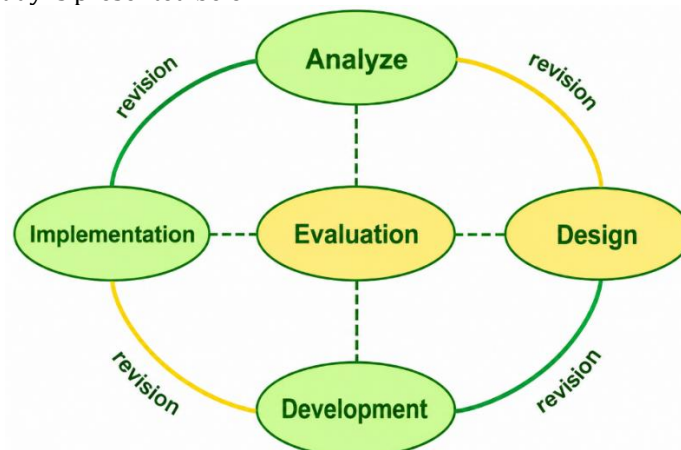 Analyze
revision
revision
Implementation
Evaluation
Design
revision
revision
Development